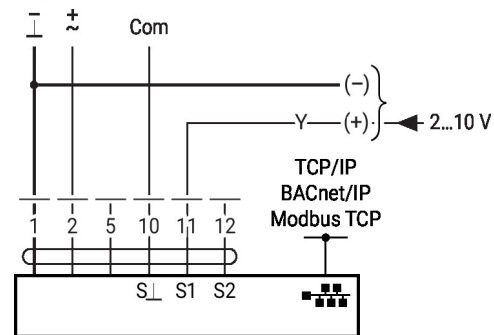 ⊥ ~ Com
− +
(−)
Y (+) 2...10 V
TCP/IP
BACnet/IP
Modbus TCP
1 2 5 10 11 12
S⊥ S1 S2